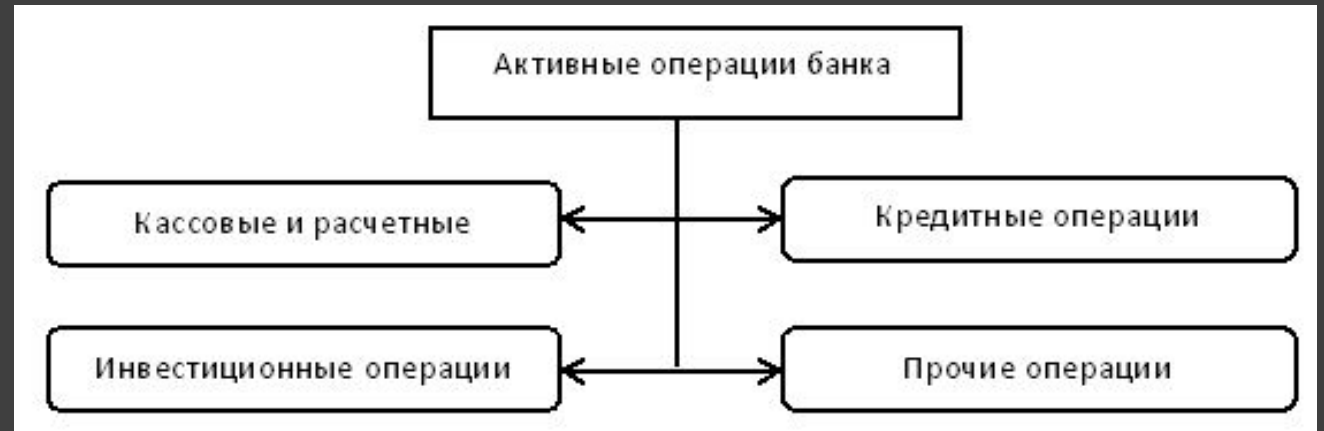 Активные операции банка
Кассовые и расчетные
Кредитные операции
Инвестиционные операции
Прочие операции